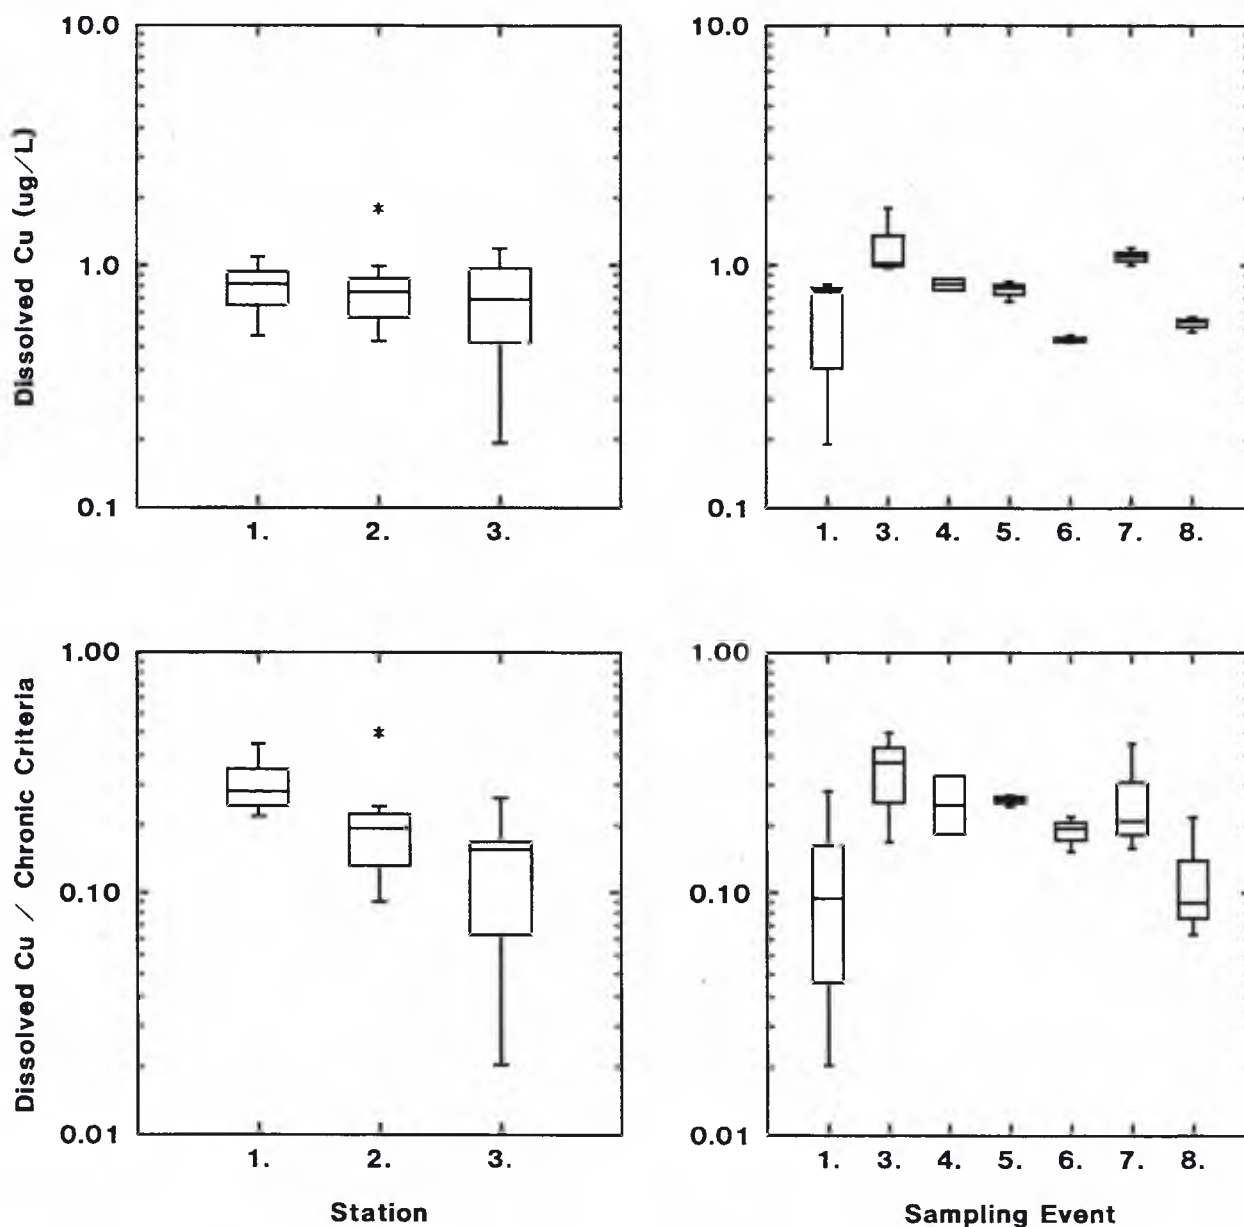 10.0
1.0
0.1
Dissolved Cu (ug/L)
*
1. 2. 3.
10.0
1.0
0.1
1. 3. 4. 5. 6. 7. 8.
1.00
0.10
0.01
Dissolved Cu / Chronic Criteria
*
1. 2. 3.
Station
1.00
0.10
0.01
1. 3. 4. 5. 6. 7. 8.
Sampling Event